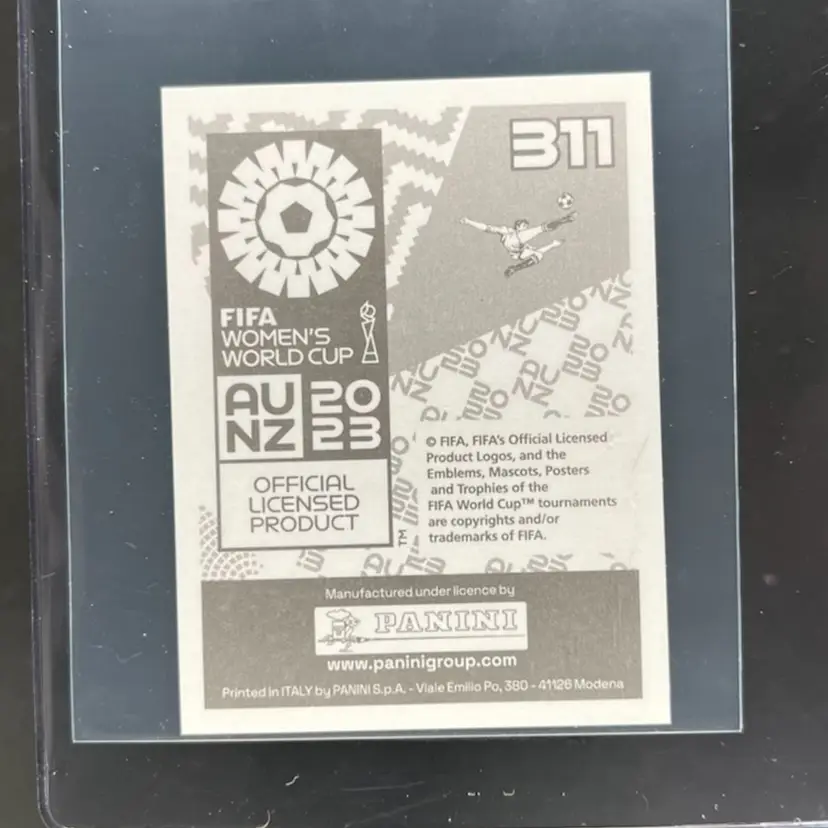 311
FIFA
WOMEN'S
WORLD CUP
AU 20
NZ 23
OFFICIAL
LICENSED
PRODUCT
TM
© FIFA, FIFA's Official Licensed
Product Logos, and the
Emblems, Mascots, Posters
and Trophies of the
FIFA World Cup™ tournaments
are copyrights and/or
trademarks of FIFA.
Manufactured under licence by
PANINI
www.paninigroup.com
Printed in ITALY by PANINI S.p.A. - Viale Emilio Po, 380 - 41126 Modena